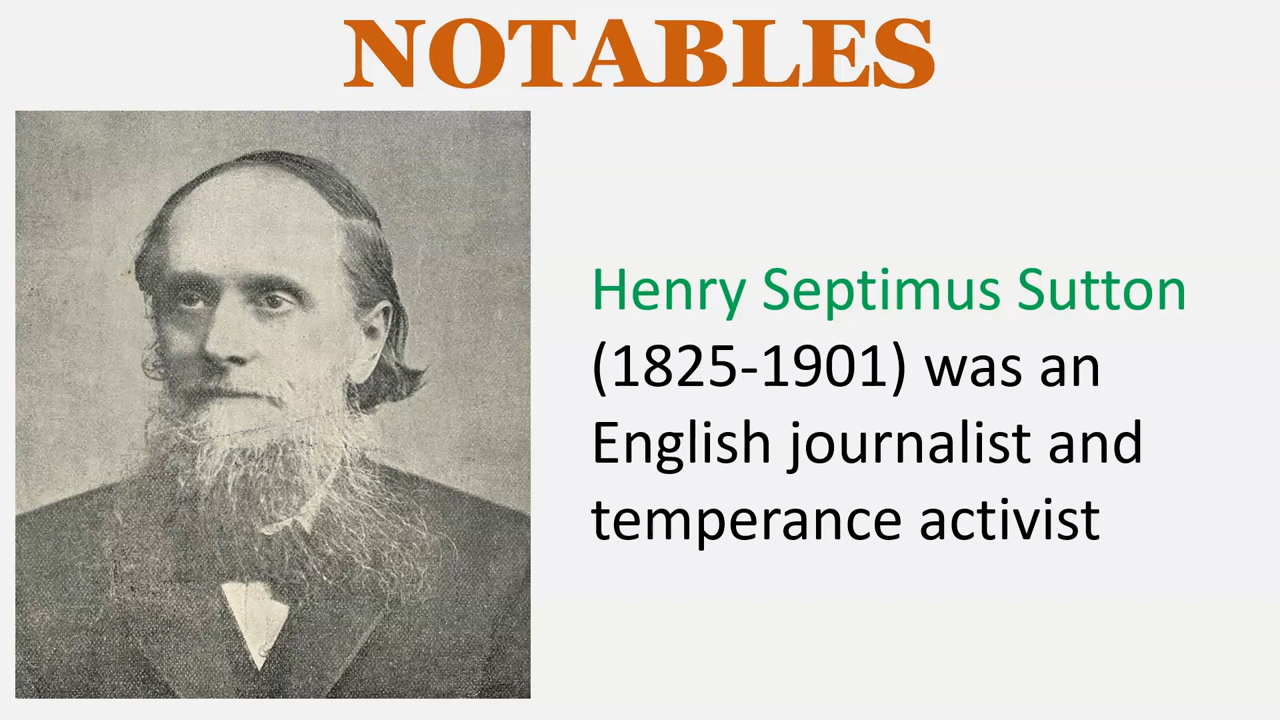 NOTABLES
Henry Septimus Sutton
(1825-1901) was an
English journalist and
temperance activist